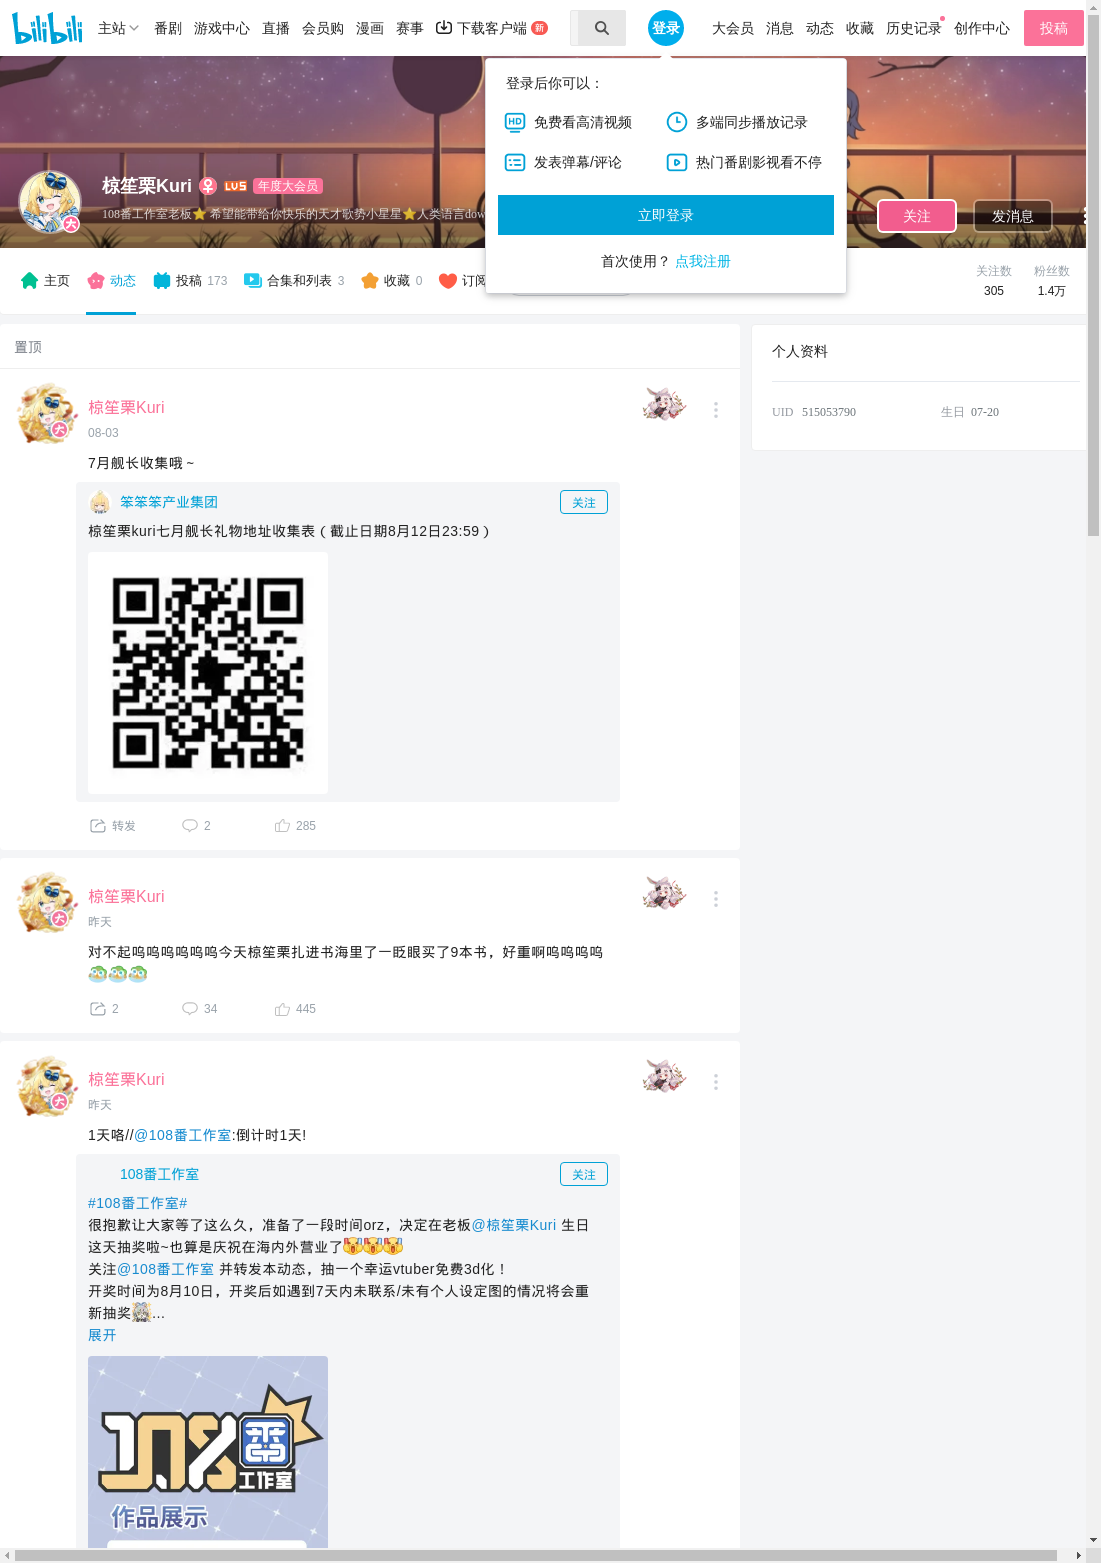 bilibili 主站 番剧 游戏中心 直播 会员购 漫画 赛事 下载客户端 新 登录 大会员 消息 动态 收藏 历史记录 创作中心 投稿
登录后你可以：
免费看高清视频 多端同步播放记录
发表弹幕/评论 热门番剧影视看不停
立即登录
首次使用？ 点我注册
椋笙栗Kuri LV5 年度大会员
108番工作室老板⭐ 希望能带给你快乐的天才歌势小星星⭐人类语言dow
大
关注 发消息
主页 动态 投稿 173 合集和列表 3 收藏 0 订阅
关注数 粉丝数
305 1.4万
置顶
椋笙栗Kuri
08-03
7月舰长收集哦～
笨笨笨产业集团 关注
椋笙栗kuri七月舰长礼物地址收集表（截止日期8月12日23:59）
转发 2 285
个人资料
UID 515053790 生日 07-20
椋笙栗Kuri
昨天
对不起呜呜呜呜呜呜今天椋笙栗扎进书海里了一眨眼买了9本书，好重啊呜呜呜呜
2 34 445
椋笙栗Kuri
昨天
1天咯//@108番工作室:倒计时1天!
108番工作室 关注
#108番工作室#
很抱歉让大家等了这么久，准备了一段时间orz，决定在老板@椋笙栗Kuri 生日
这天抽奖啦~也算是庆祝在海内外营业了
关注@108番工作室 并转发本动态，抽一个幸运vtuber免费3d化！
开奖时间为8月10日，开奖后如遇到7天内未联系/未有个人设定图的情况将会重
新抽奖...
展开
108番
工作室
作品展示